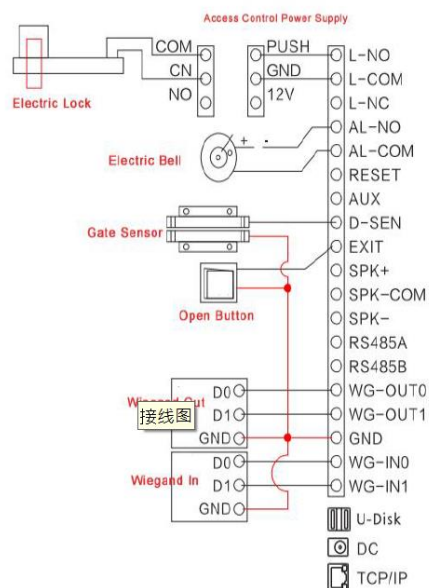 Access Control Power Supply
COM
CN
NO
PUSH
GND
12V
Electric Lock
+ -
Electric Bell
Gate Sensor
Open Button
D0
D1
GND
接线图
D0
D1
GND
Wiegand In
L-NO
L-COM
L-NC
AL-NO
AL-COM
RESET
AUX
D-SEN
EXIT
SPK+
SPK-COM
SPK-
RS485A
RS485B
WG-OUT0
WG-OUT1
GND
WG-IN0
WG-IN1
U-Disk
DC
TCP/IP